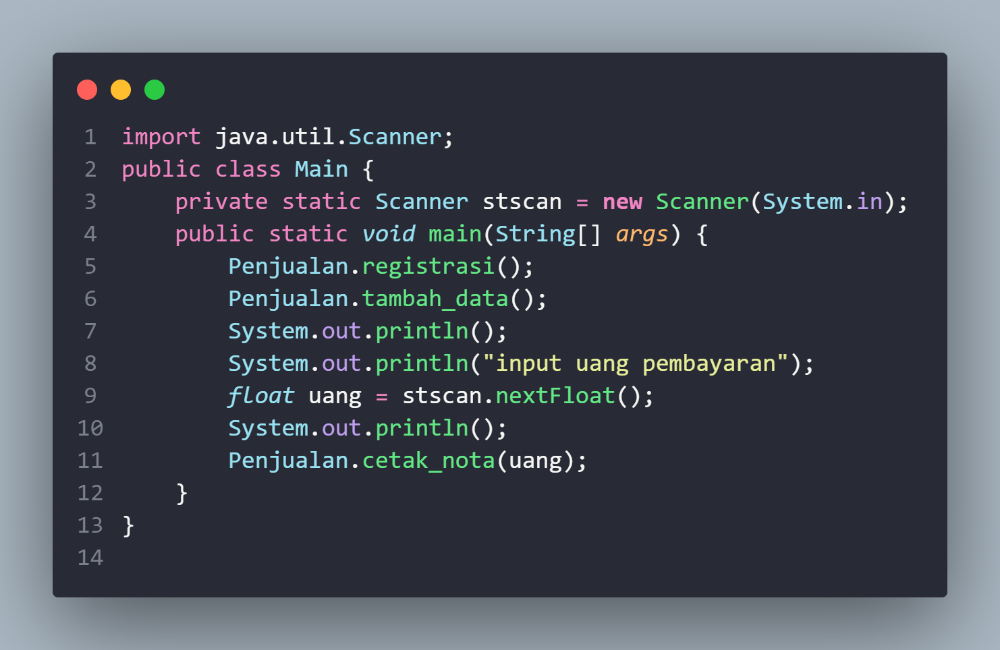 1 import java.util.Scanner;
2 public class Main {
3     private static Scanner stscan = new Scanner(System.in);
4     public static void main(String[] args) {
5         Penjualan.registrasi();
6         Penjualan.tambah_data();
7         System.out.println();
8         System.out.println("input uang pembayaran");
9         float uang = stscan.nextFloat();
10         System.out.println();
11         Penjualan.cetak_nota(uang);
12     }
13 }
14